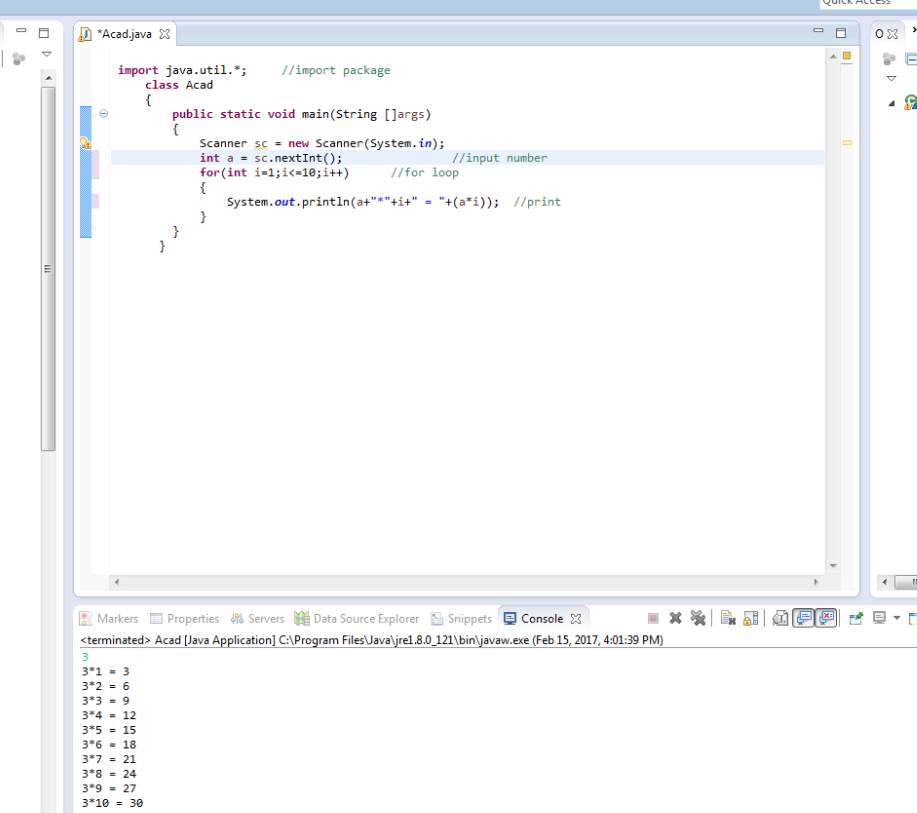 Quick Access
*Acad.java
import java.util.*;     //import package
    class Acad
    {
        public static void main(String []args)
        {
            Scanner sc = new Scanner(System.in);
            int a = sc.nextInt();                //input number
            for(int i=1;i<=10;i++)      //for loop
            {
                System.out.println(a+"*"+i+" = "+(a*i));  //print
            }
        }
      }
Markers Properties Servers Data Source Explorer Snippets Console
<terminated> Acad [Java Application] C:\Program Files\Java\jre1.8.0_121\bin\javaw.exe (Feb 15, 2017, 4:01:39 PM)
3
3*1 = 3
3*2 = 6
3*3 = 9
3*4 = 12
3*5 = 15
3*6 = 18
3*7 = 21
3*8 = 24
3*9 = 27
3*10 = 30